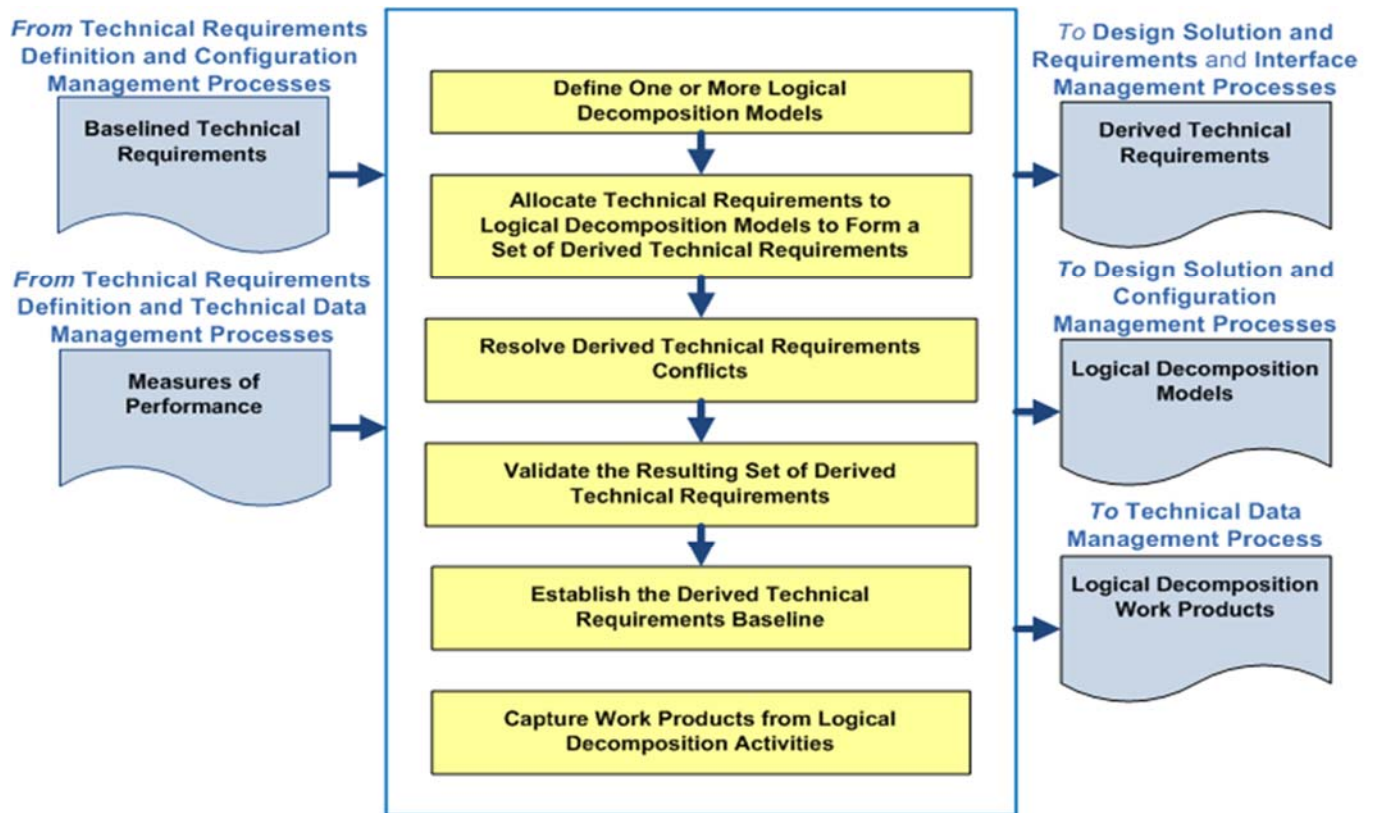 From Technical Requirements
Definition and Configuration
Management Processes
Baselined Technical
Requirements
From Technical Requirements
Definition and Technical Data
Management Processes
Measures of
Performance
Define One or More Logical
Decomposition Models
Allocate Technical Requirements to
Logical Decomposition Models to Form a
Set of Derived Technical Requirements
Resolve Derived Technical Requirements
Conflicts
Validate the Resulting Set of Derived
Technical Requirements
Establish the Derived Technical
Requirements Baseline
Capture Work Products from Logical
Decomposition Activities
To Design Solution and
Requirements and Interface
Management Processes
Derived Technical
Requirements
To Design Solution and
Configuration
Management Processes
Logical Decomposition
Models
To Technical Data
Management Process
Logical Decomposition
Work Products